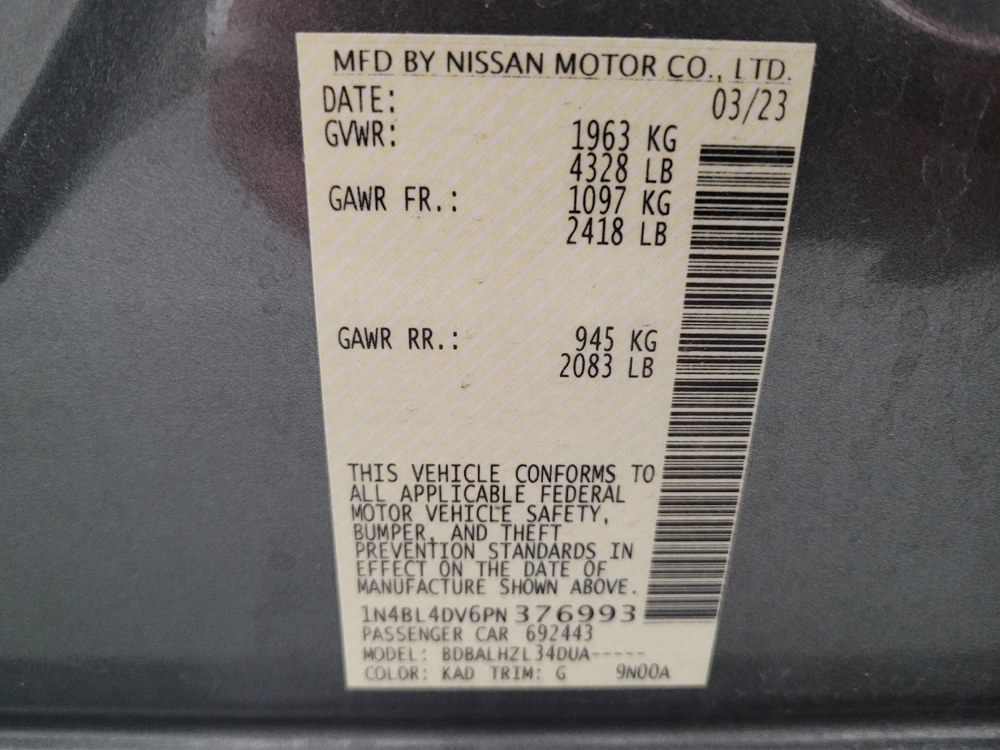 MFD BY NISSAN MOTOR CO., LTD.
DATE: 03/23
GVWR: 1963 KG
4328 LB
GAWR FR.: 1097 KG
2418 LB
GAWR RR.: 945 KG
2083 LB
THIS VEHICLE CONFORMS TO
ALL APPLICABLE FEDERAL
MOTOR VEHICLE SAFETY,
BUMPER, AND THEFT
PREVENTION STANDARDS IN
EFFECT ON THE DATE OF
MANUFACTURE SHOWN ABOVE.
1N4BL4DV6PN376993
PASSENGER CAR 692443
MODEL: BDBALHZL34DUA-----
COLOR: KAD TRIM: G 9N00A